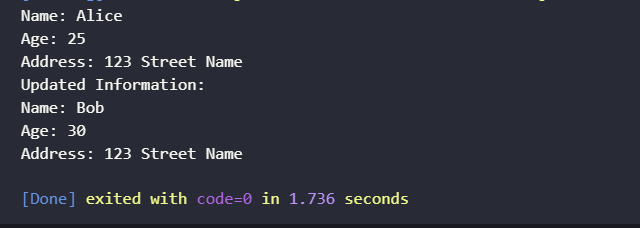 Name: Alice
Age: 25
Address: 123 Street Name
Updated Information:
Name: Bob
Age: 30
Address: 123 Street Name
[Done] exited with code=0 in 1.736 seconds